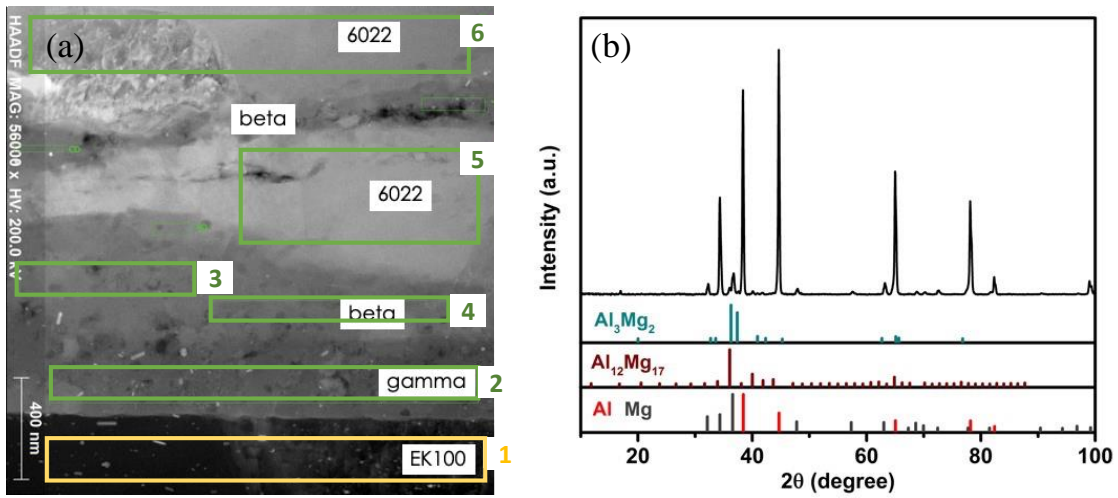 (a)
6022
6
HAADF MAG: 56000 x HV: 200.0 kV
beta
5
6022
3
beta
4
gamma
2
400 nm
EK100
1
(b)
Intensity (a.u.)
Al3Mg2
Al12Mg17
Al Mg
20 40 60 80 100
2θ (degree)